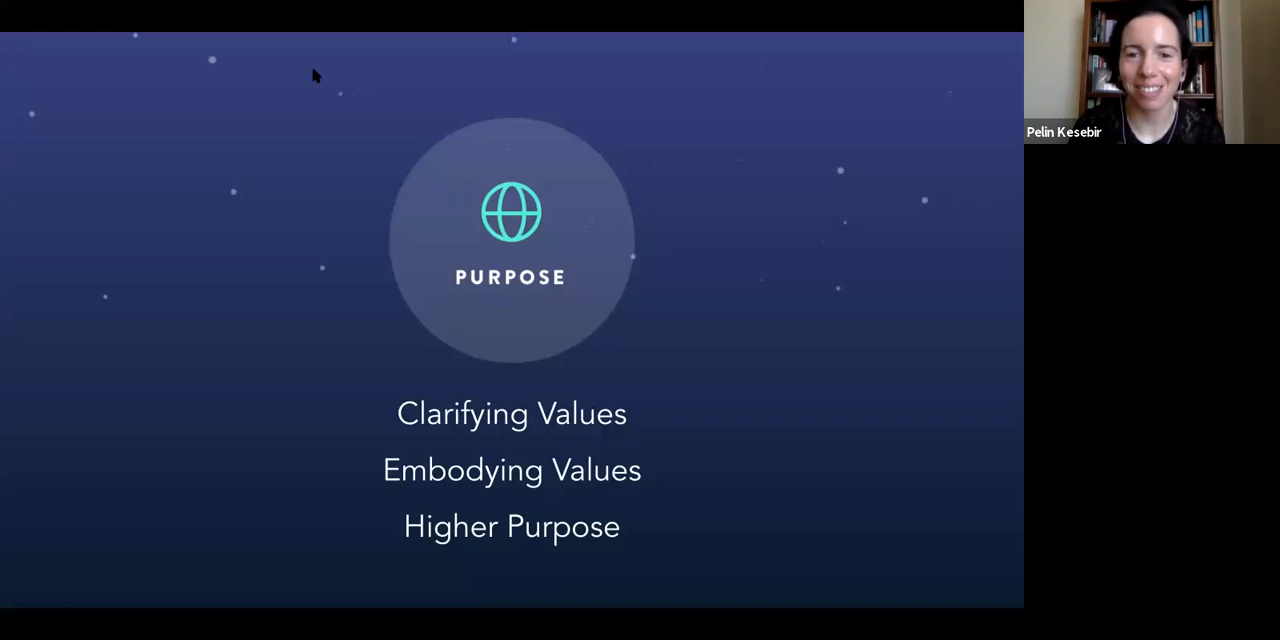 PURPOSE
Clarifying Values
Embodying Values
Higher Purpose
Pelin Kesebir